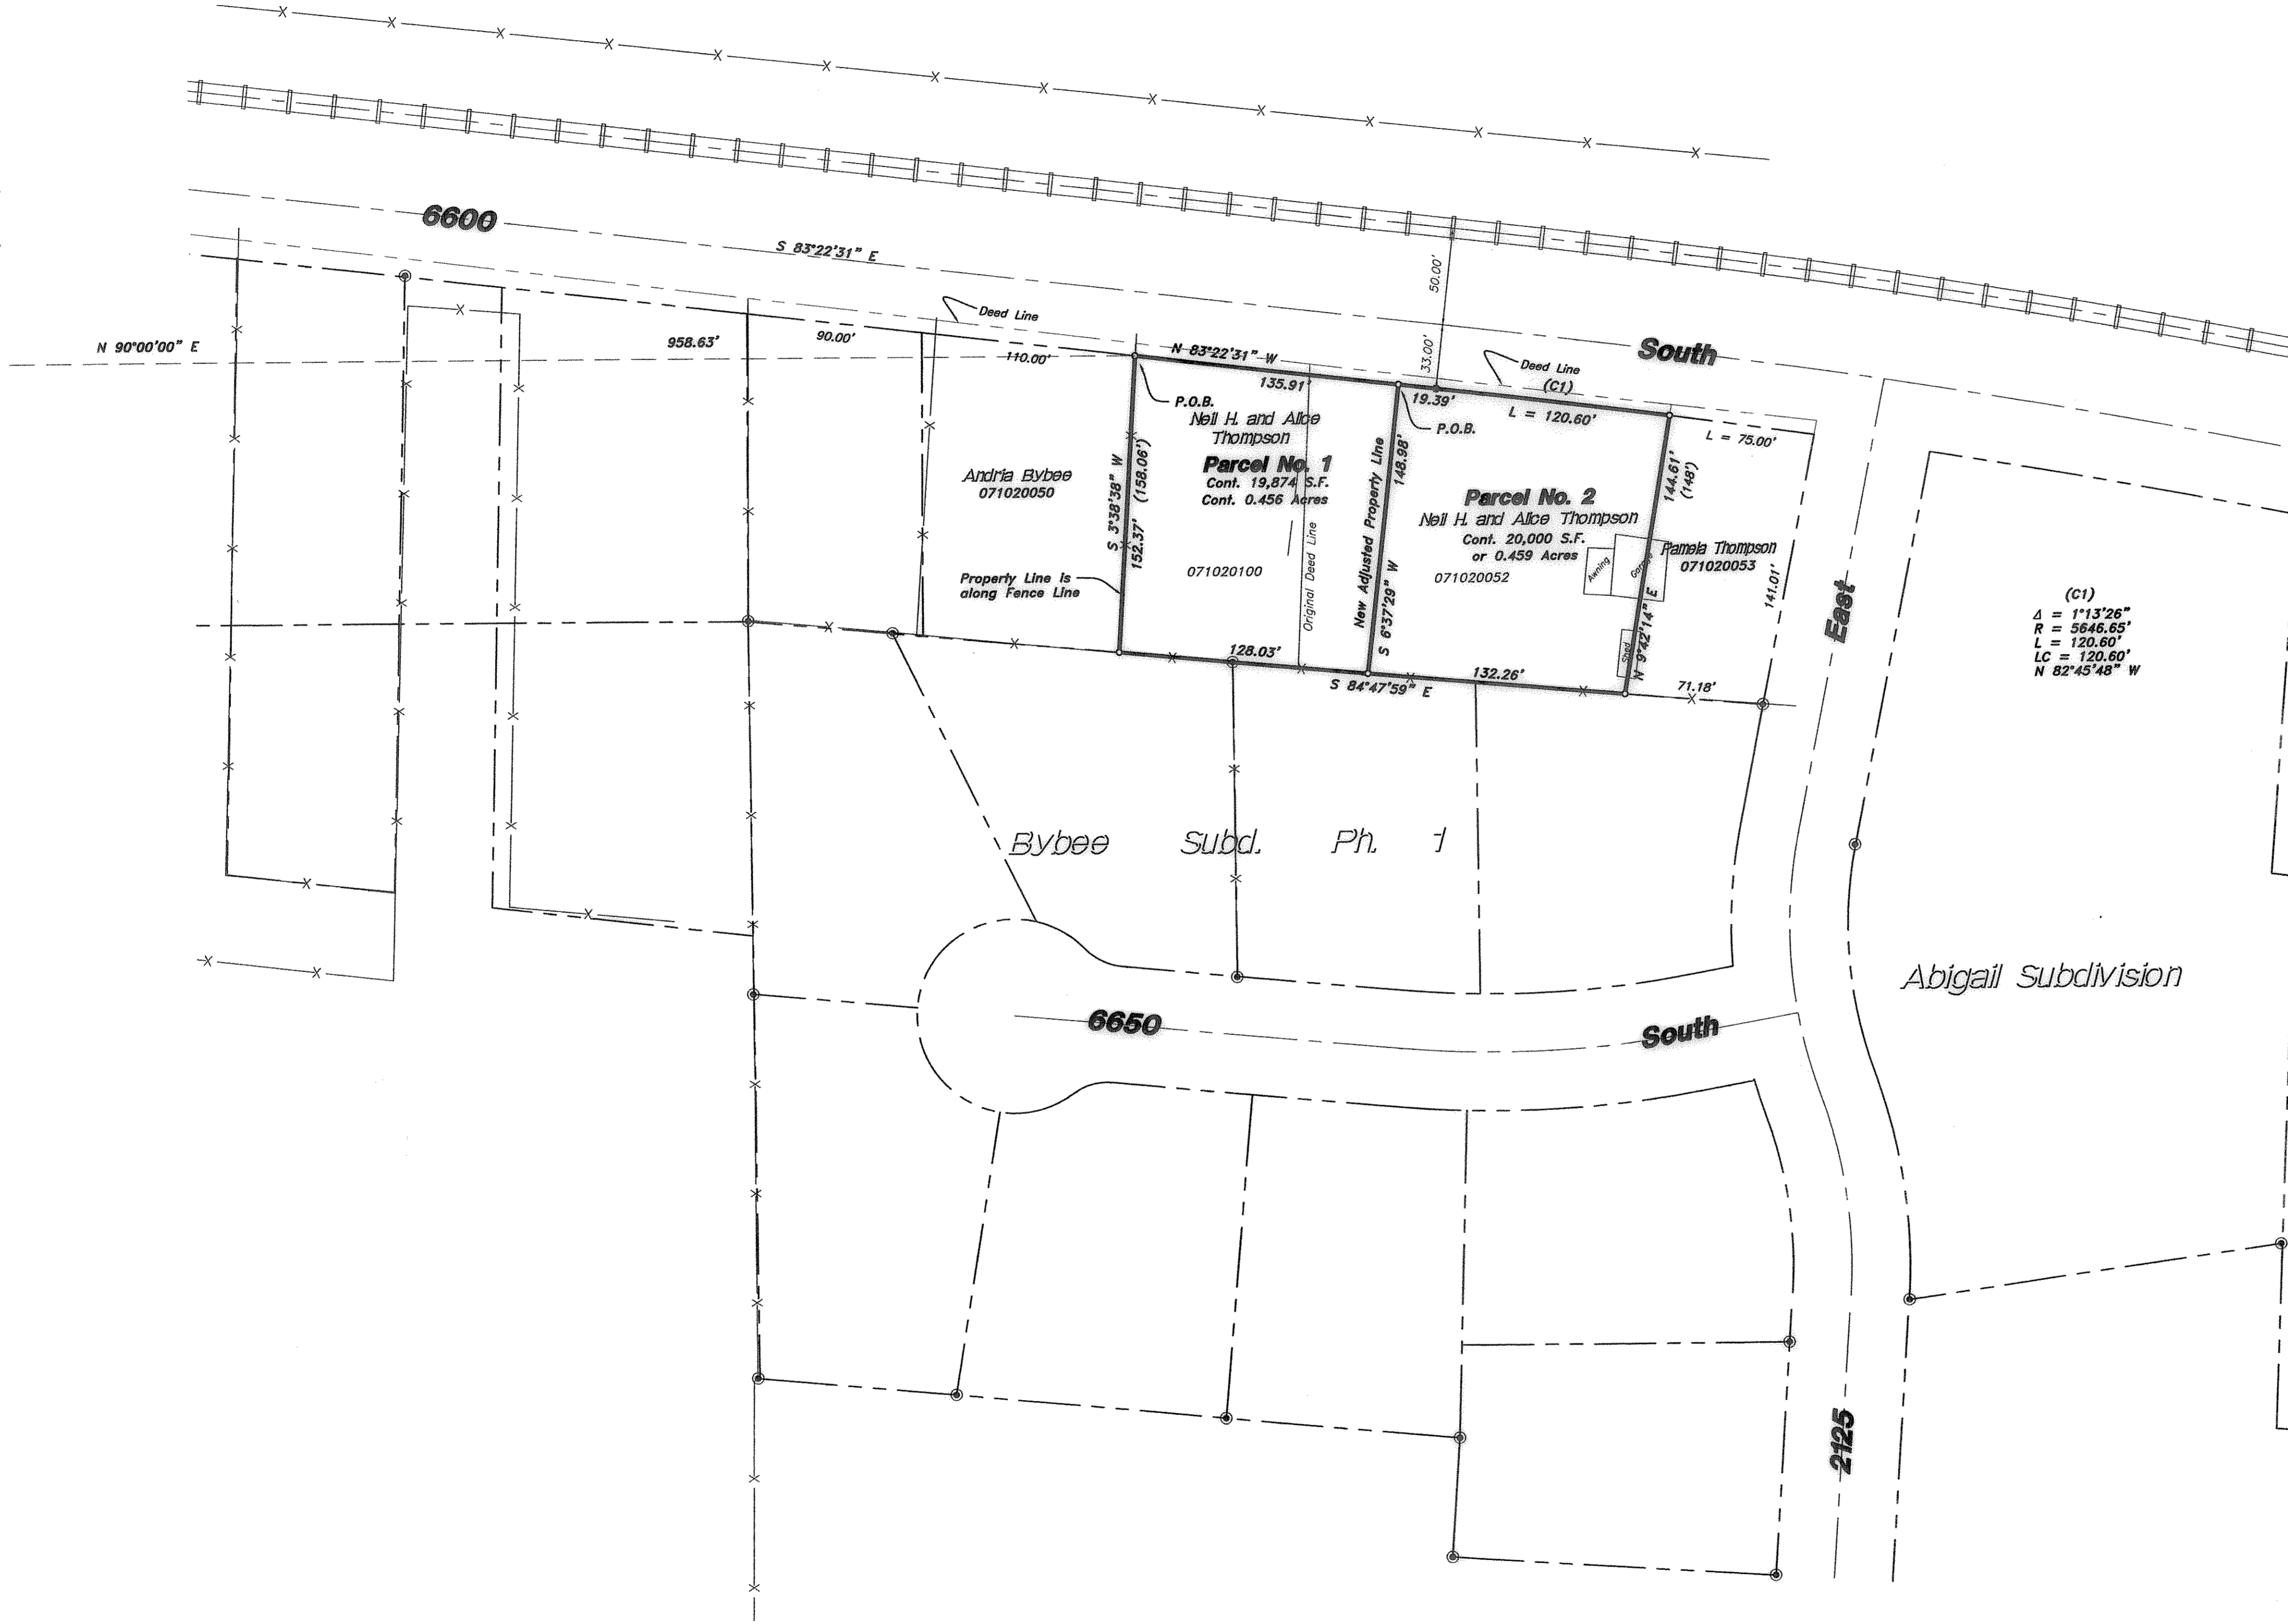 6600
S 83°22'31" E
50.00'
Deed Line
N 90°00'00" E
958.63'
90.00'
110.00'
N 83°22'31" W
33.00'
South
Deed Line
(C1)
135.91'
19.39'
L = 120.60'
L = 75.00'
P.O.B.
P.O.B.
Neil H. and Alice
Thompson
Parcel No. 1
Cont. 19,874 S.F.
Cont. 0.456 Acres
071020100
Andria Bybee
071020050
S 3°38'38" W
152.37' (158.06')
Property Line is
along Fence Line
Original Deed Line
New Adjusted Property Line
S 6°37'29" W
148.98'
Parcel No. 2
Neil H. and Alice Thompson
Cont. 20,000 S.F.
or 0.459 Acres
071020052
Awning
Garage
Shed
144.61'
(148')
N 9°42'14" E
Pamela Thompson
071020053
141.01'
East
(C1)
Δ = 1°13'26"
R = 5646.65'
L = 120.60'
LC = 120.60'
N 82°45'48" W
128.03'
S 84°47'59" E
132.26'
71.18'
Bybee Subd. Ph. 1
Abigail Subdivision
6650
South
2125